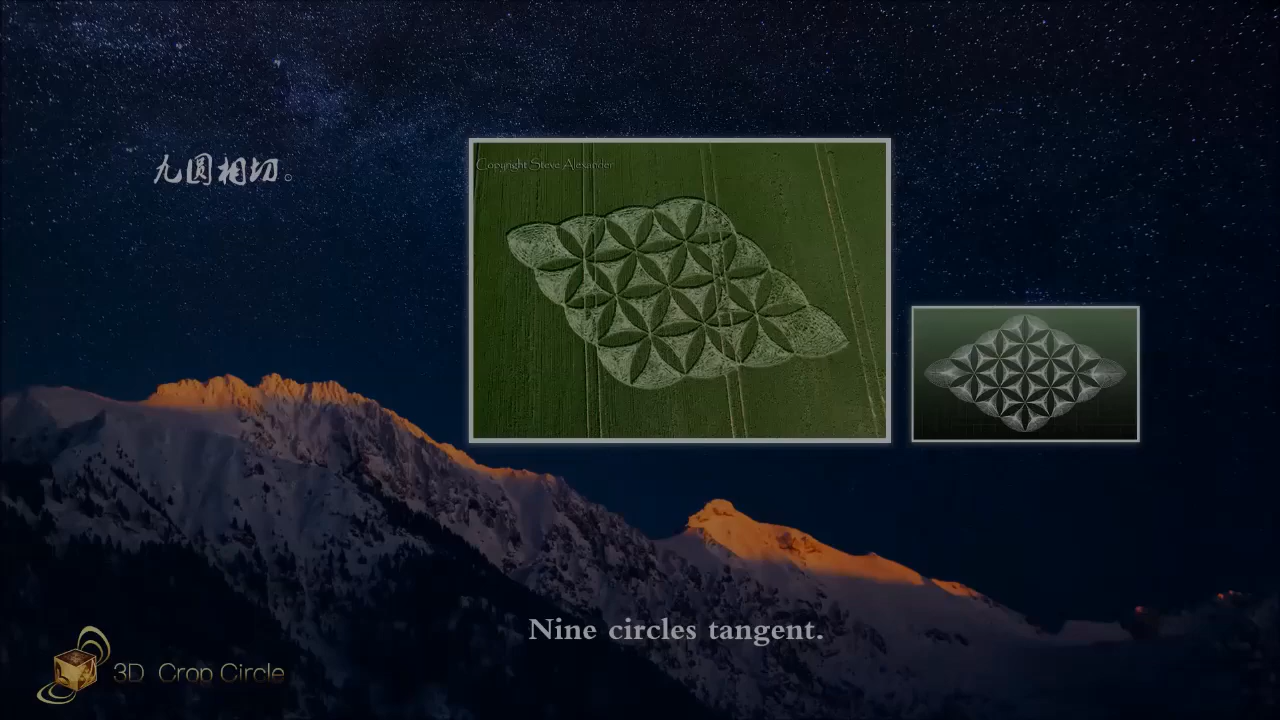 九圆相切。
Copyright Steve Alexander
Nine circles tangent.
3D Crop Circle